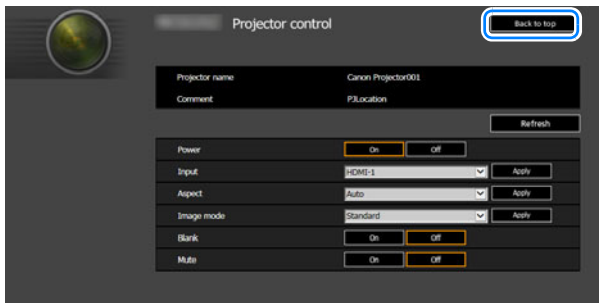 Projector control
Back to top
Projector name Canon Projector001
Comment PJLocation
Refresh
Power On Off
Input HDMI-1 Apply
Aspect Auto Apply
Image mode Standard Apply
Blank On Off
Mute On Off